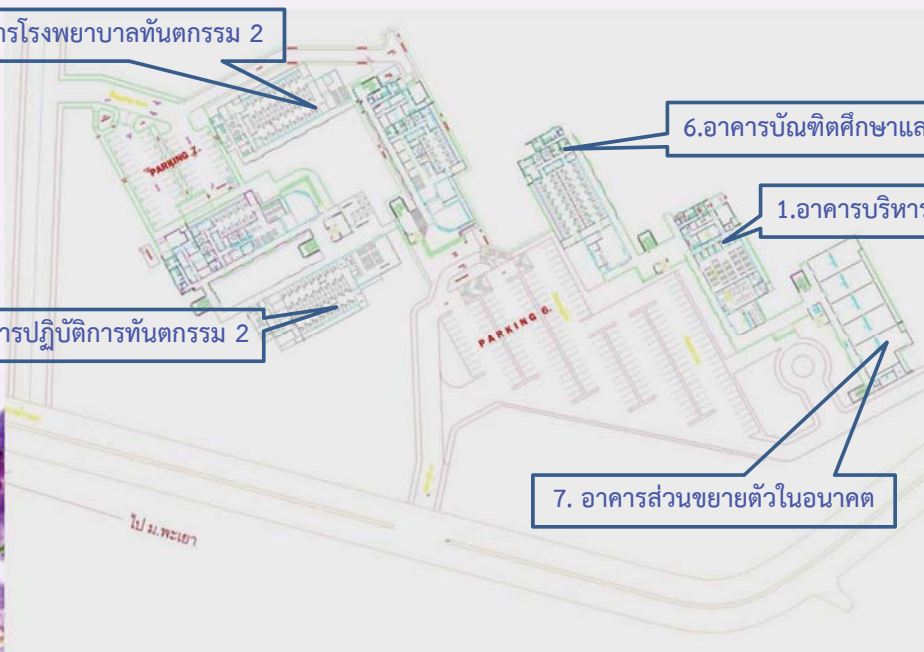 ารโรงพยาบาลทันตกรรม 2
6.อาคารบัณฑิตศึกษาแล
1.อาคารบริหาร
PARKING 7.
ารปฏิบัติการทันตกรรม 2
PARKING 6.
7. อาคารส่วนขยายตัวในอนาคต
ไป ม.พะเยา